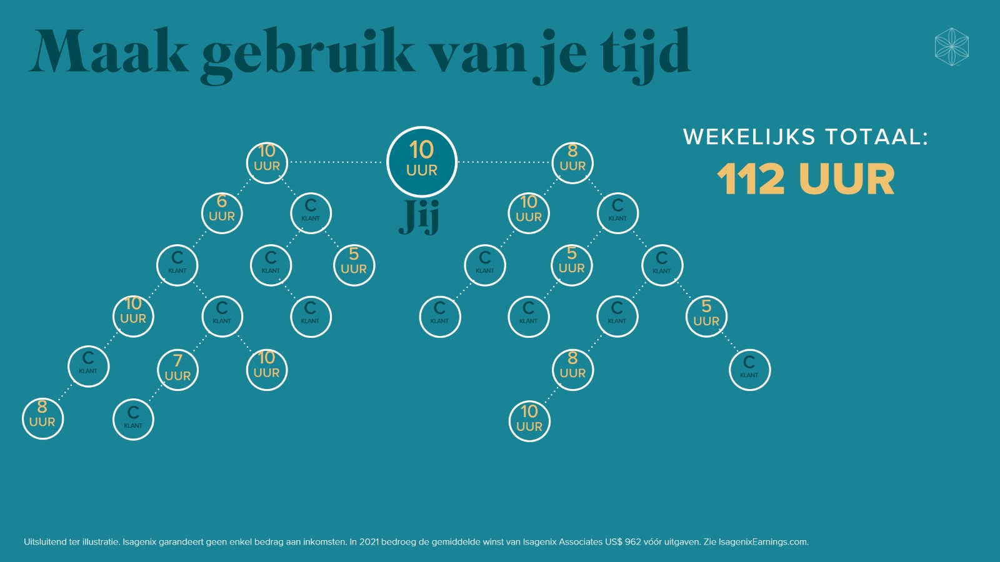 Maak gebruik van je tijd
WEKELIJKS TOTAAL:
112 UUR
10
UUR
10
UUR
8
UUR
Jij
6
UUR
C
KLANT
10
UUR
C
KLANT
C
KLANT
C
KLANT
5
UUR
C
KLANT
5
UUR
C
KLANT
10
UUR
C
KLANT
C
KLANT
C
KLANT
C
KLANT
C
KLANT
5
UUR
C
KLANT
7
UUR
10
UUR
8
UUR
C
KLANT
8
UUR
C
KLANT
10
UUR
Uitsluitend ter illustratie. Isagenix garandeert geen enkel bedrag aan inkomsten. In 2021 bedroeg de gemiddelde winst van Isagenix Associates US$ 962 vóór uitgaven. Zie IsagenixEarnings.com.